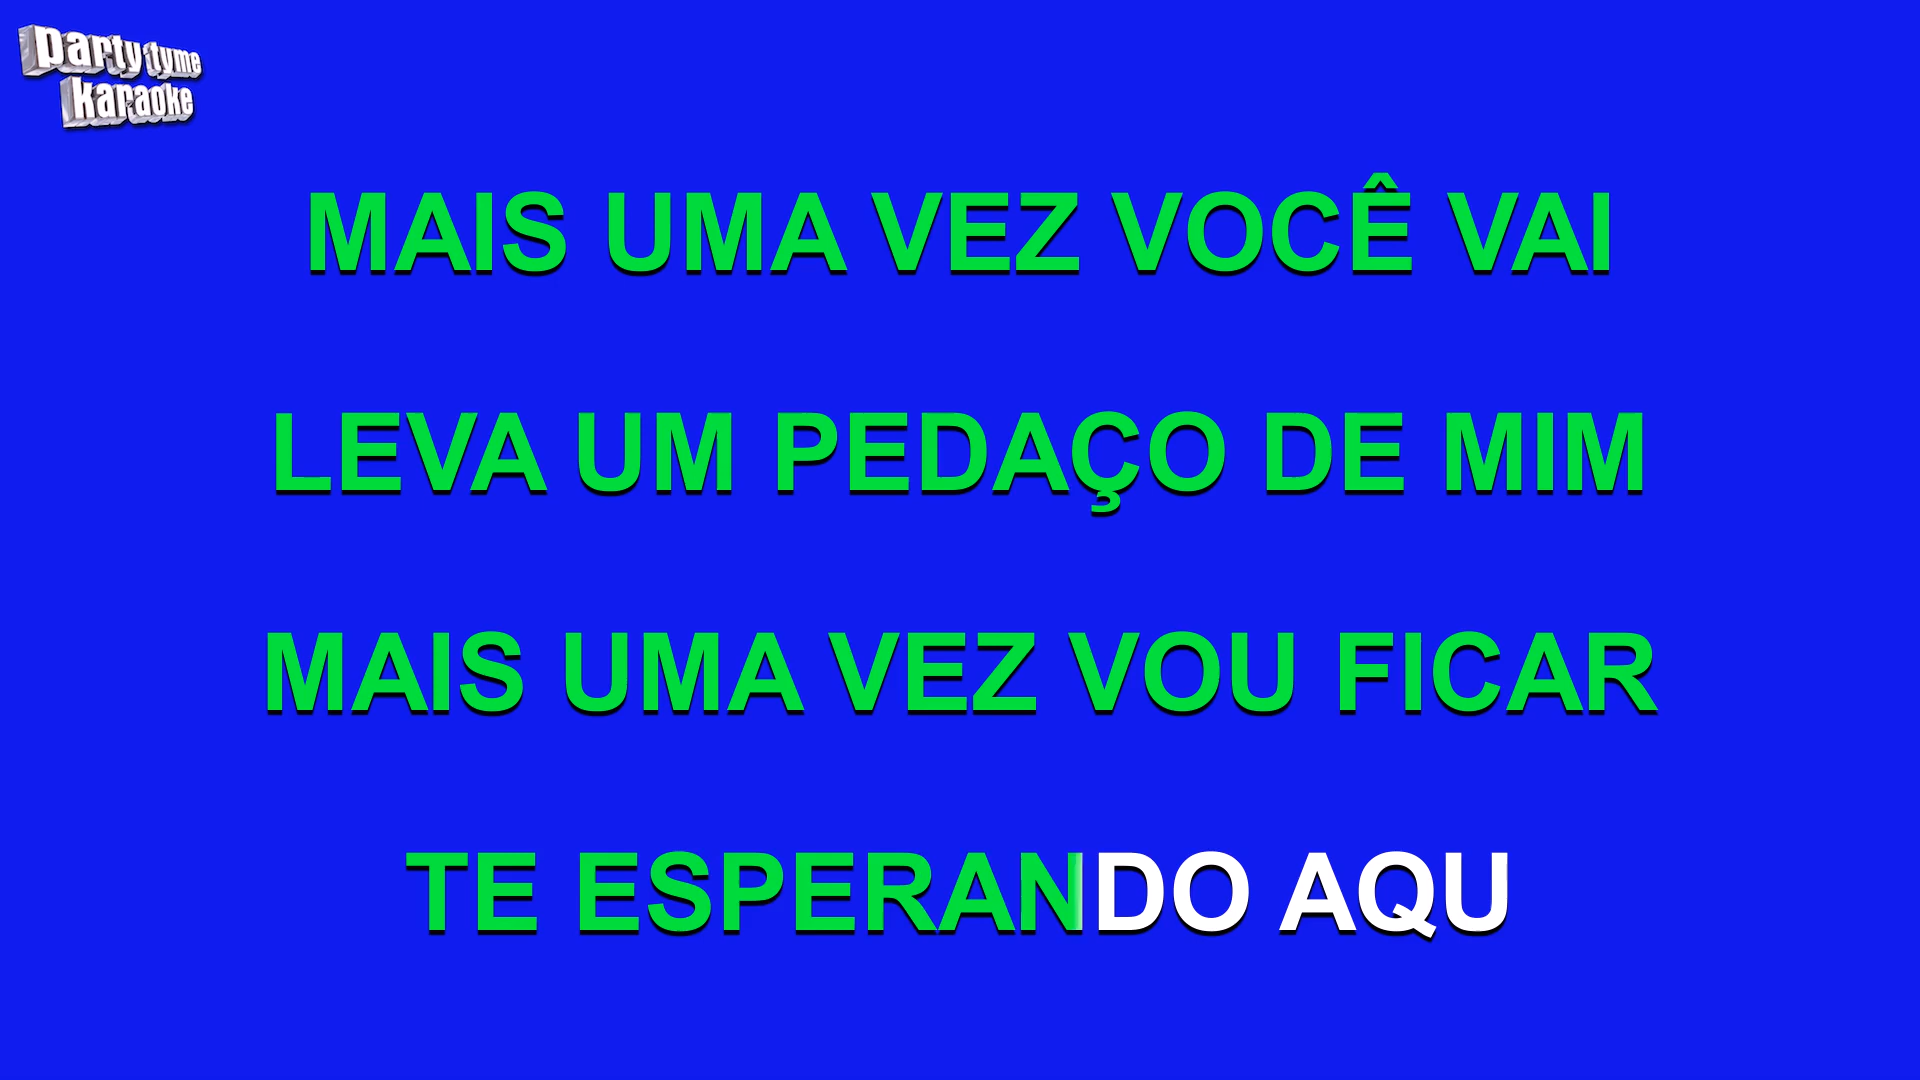 party tyme
karaoke
MAIS UMA VEZ VOCÊ VAI
LEVA UM PEDAÇO DE MIM
MAIS UMA VEZ VOU FICAR
TE ESPERANDO AQU